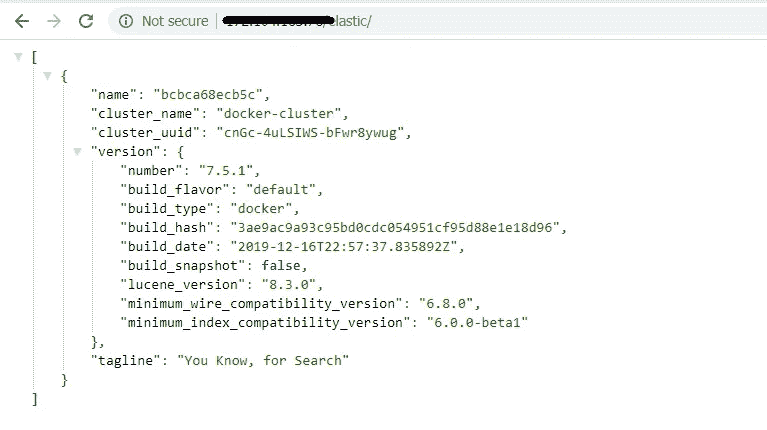 Not secure elastic/
[
{
"name": "bcbca68ecb5c",
"cluster_name": "docker-cluster",
"cluster_uuid": "cnGc-4uLSIWS-bFwr8ywug",
"version": {
"number": "7.5.1",
"build_flavor": "default",
"build_type": "docker",
"build_hash": "3ae9ac9a93c95bd0cdc054951cf95d88e1e18d96",
"build_date": "2019-12-16T22:57:37.835892Z",
"build_snapshot": false,
"lucene_version": "8.3.0",
"minimum_wire_compatibility_version": "6.8.0",
"minimum_index_compatibility_version": "6.0.0-beta1"
},
"tagline": "You Know, for Search"
}
]